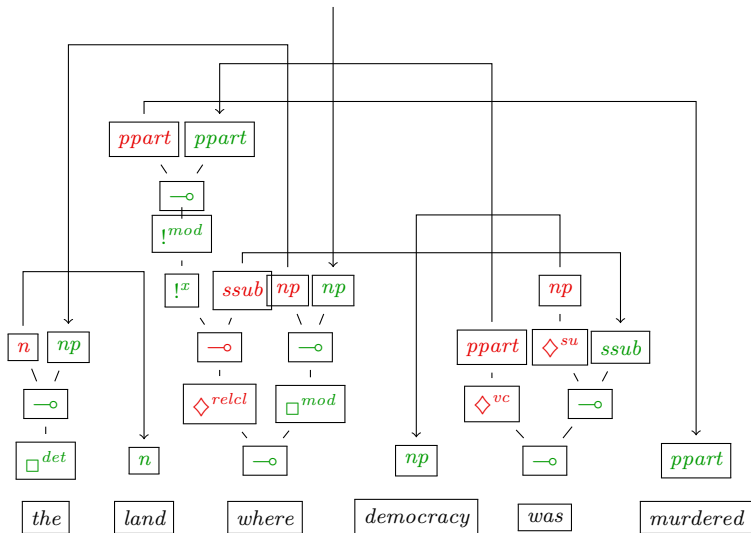 ppart ppart
⊸
!^mod
!^x ssub np np np
n np ⊸ ⊸ ppart ◇^su ssub
⊸ ◇^relcl □^mod ◇^vc ⊸
□^det n ⊸ np ⊸ ppart
the land where democracy was murdered